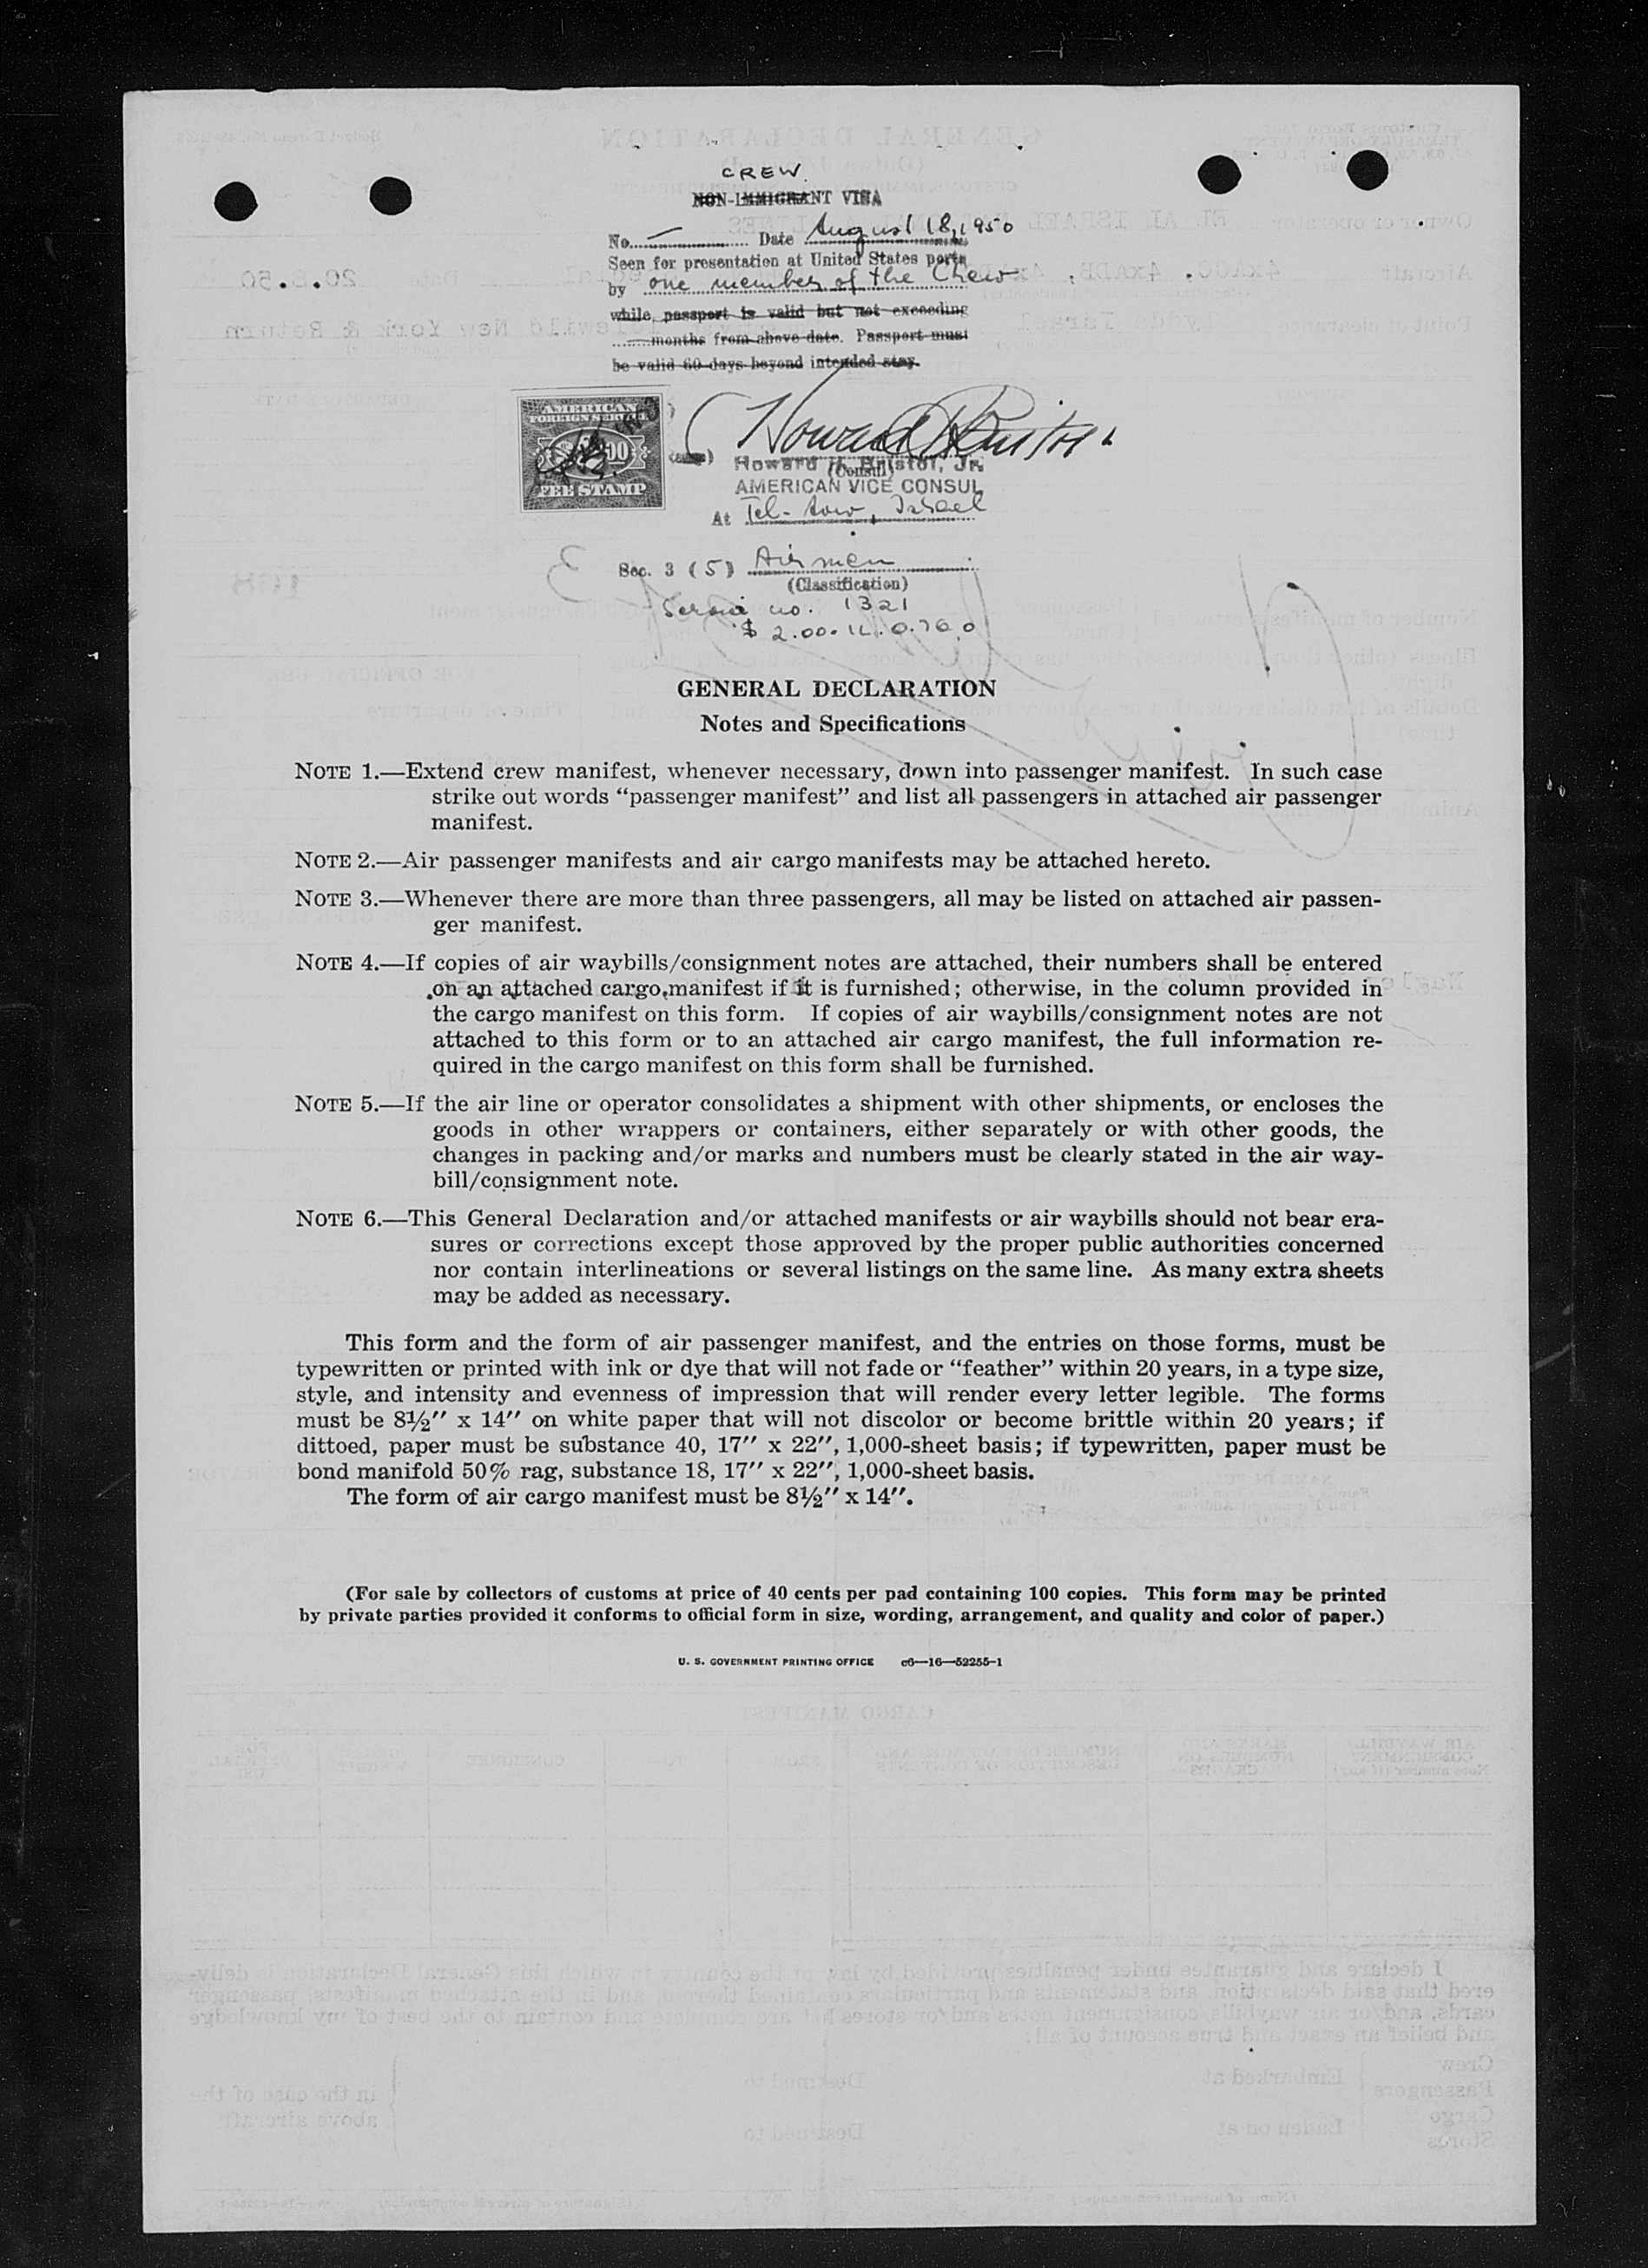 CREW
NON-IMMIGRANT VISA
No. — Date August 18, 1950
Seen for presentation at United States ports
by one member of the Crew
while passport is valid but not exceeding
— months from above date. Passport must
be valid 60 days beyond intended stay.
AMERICAN
FOREIGN SERVICE
FEE STAMP
Howard H. Bristol, Jr.
(Consul)
AMERICAN VICE CONSUL
At Tel-Aviv, Israel
Sec. 3 (5) Airmen
(Classification)
no. 1321
$ 2.00
GENERAL DECLARATION
Notes and Specifications
NOTE 1.—Extend crew manifest, whenever necessary, down into passenger manifest. In such case
strike out words “passenger manifest” and list all passengers in attached air passenger
manifest.
NOTE 2.—Air passenger manifests and air cargo manifests may be attached hereto.
NOTE 3.—Whenever there are more than three passengers, all may be listed on attached air passen-
ger manifest.
NOTE 4.—If copies of air waybills/consignment notes are attached, their numbers shall be entered
on an attached cargo manifest if it is furnished; otherwise, in the column provided in
the cargo manifest on this form. If copies of air waybills/consignment notes are not
attached to this form or to an attached air cargo manifest, the full information re-
quired in the cargo manifest on this form shall be furnished.
NOTE 5.—If the air line or operator consolidates a shipment with other shipments, or encloses the
goods in other wrappers or containers, either separately or with other goods, the
changes in packing and/or marks and numbers must be clearly stated in the air way-
bill/consignment note.
NOTE 6.—This General Declaration and/or attached manifests or air waybills should not bear era-
sures or corrections except those approved by the proper public authorities concerned
nor contain interlineations or several listings on the same line. As many extra sheets
may be added as necessary.
This form and the form of air passenger manifest, and the entries on those forms, must be
typewritten or printed with ink or dye that will not fade or “feather” within 20 years, in a type size,
style, and intensity and evenness of impression that will render every letter legible. The forms
must be 8½″ x 14″ on white paper that will not discolor or become brittle within 20 years; if
dittoed, paper must be substance 40, 17″ x 22″, 1,000-sheet basis; if typewritten, paper must be
bond manifold 50% rag, substance 18, 17″ x 22″, 1,000-sheet basis.
The form of air cargo manifest must be 8½″ x 14″.
(For sale by collectors of customs at price of 40 cents per pad containing 100 copies. This form may be printed
by private parties provided it conforms to official form in size, wording, arrangement, and quality and color of paper.)
U. S. GOVERNMENT PRINTING OFFICE c6—16—52255-1